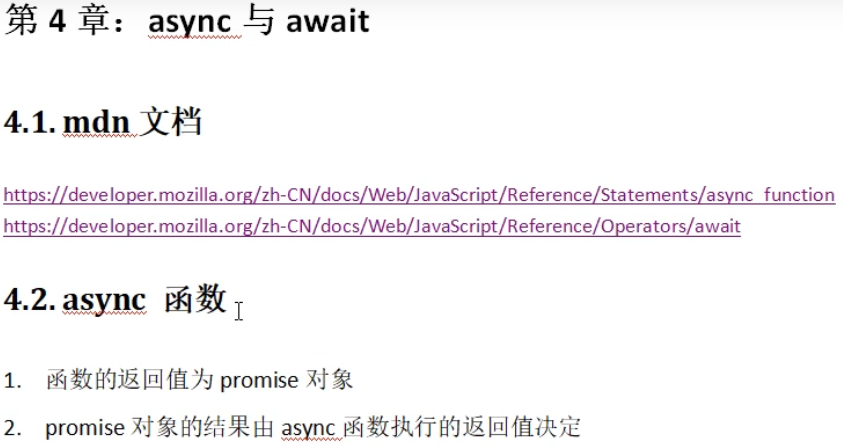 第 4 章：async 与 await
4.1. mdn 文档
https://developer.mozilla.org/zh-CN/docs/Web/JavaScript/Reference/Statements/async_function
https://developer.mozilla.org/zh-CN/docs/Web/JavaScript/Reference/Operators/await
4.2. async 函数
1. 函数的返回值为 promise 对象
2. promise 对象的结果由 async 函数执行的返回值决定